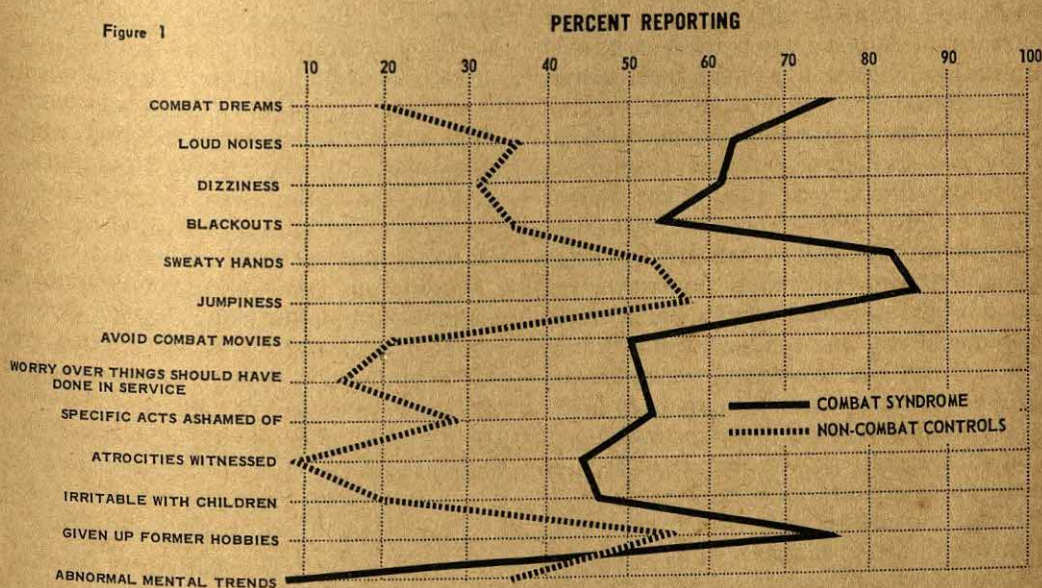 Figure 1
PERCENT REPORTING
10 20 30 40 50 60 70 80 90 100
COMBAT DREAMS
LOUD NOISES
DIZZINESS
BLACKOUTS
SWEATY HANDS
JUMPINESS
AVOID COMBAT MOVIES
WORRY OVER THINGS SHOULD HAVE
DONE IN SERVICE
SPECIFIC ACTS ASHAMED OF
ATROCITIES WITNESSED
IRRITABLE WITH CHILDREN
GIVEN UP FORMER HOBBIES
ABNORMAL MENTAL TRENDS
COMBAT SYNDROME
NON-COMBAT CONTROLS